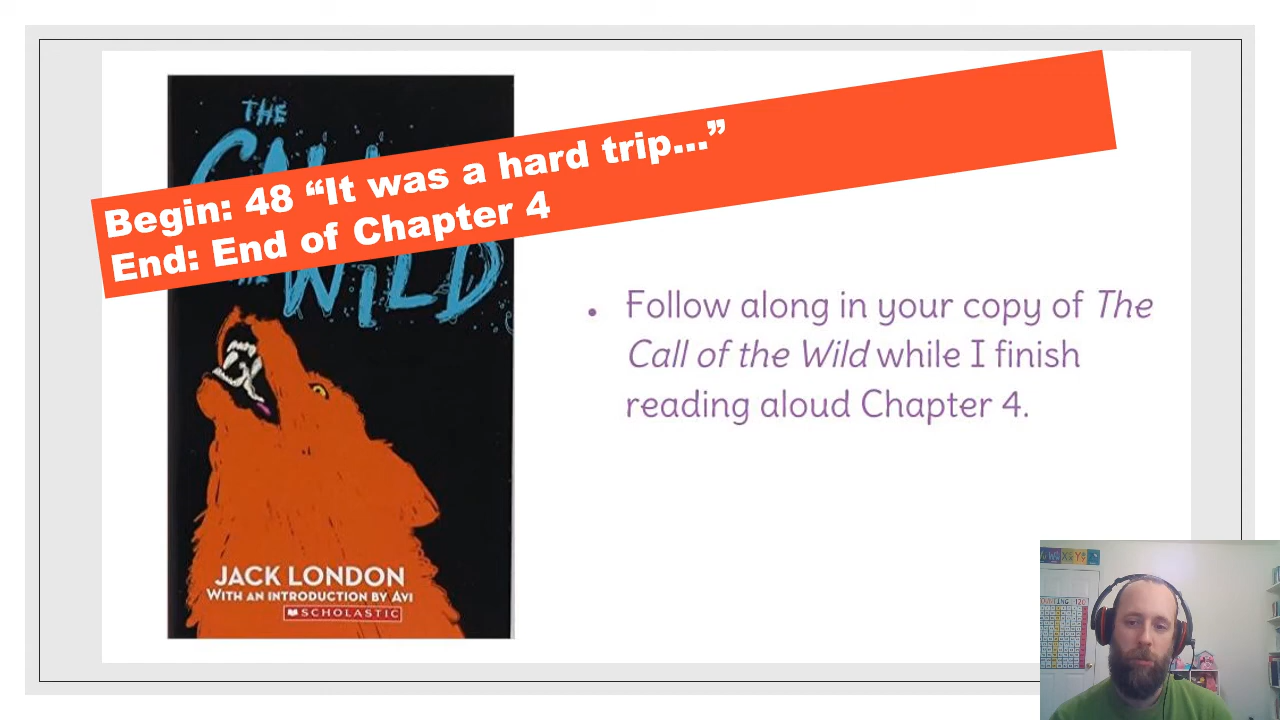 THE
WILD
Begin: 48 “It was a hard trip...”
End: End of Chapter 4
• Follow along in your copy of The
Call of the Wild while I finish
reading aloud Chapter 4.
JACK LONDON
WITH AN INTRODUCTION BY AVI
SCHOLASTIC